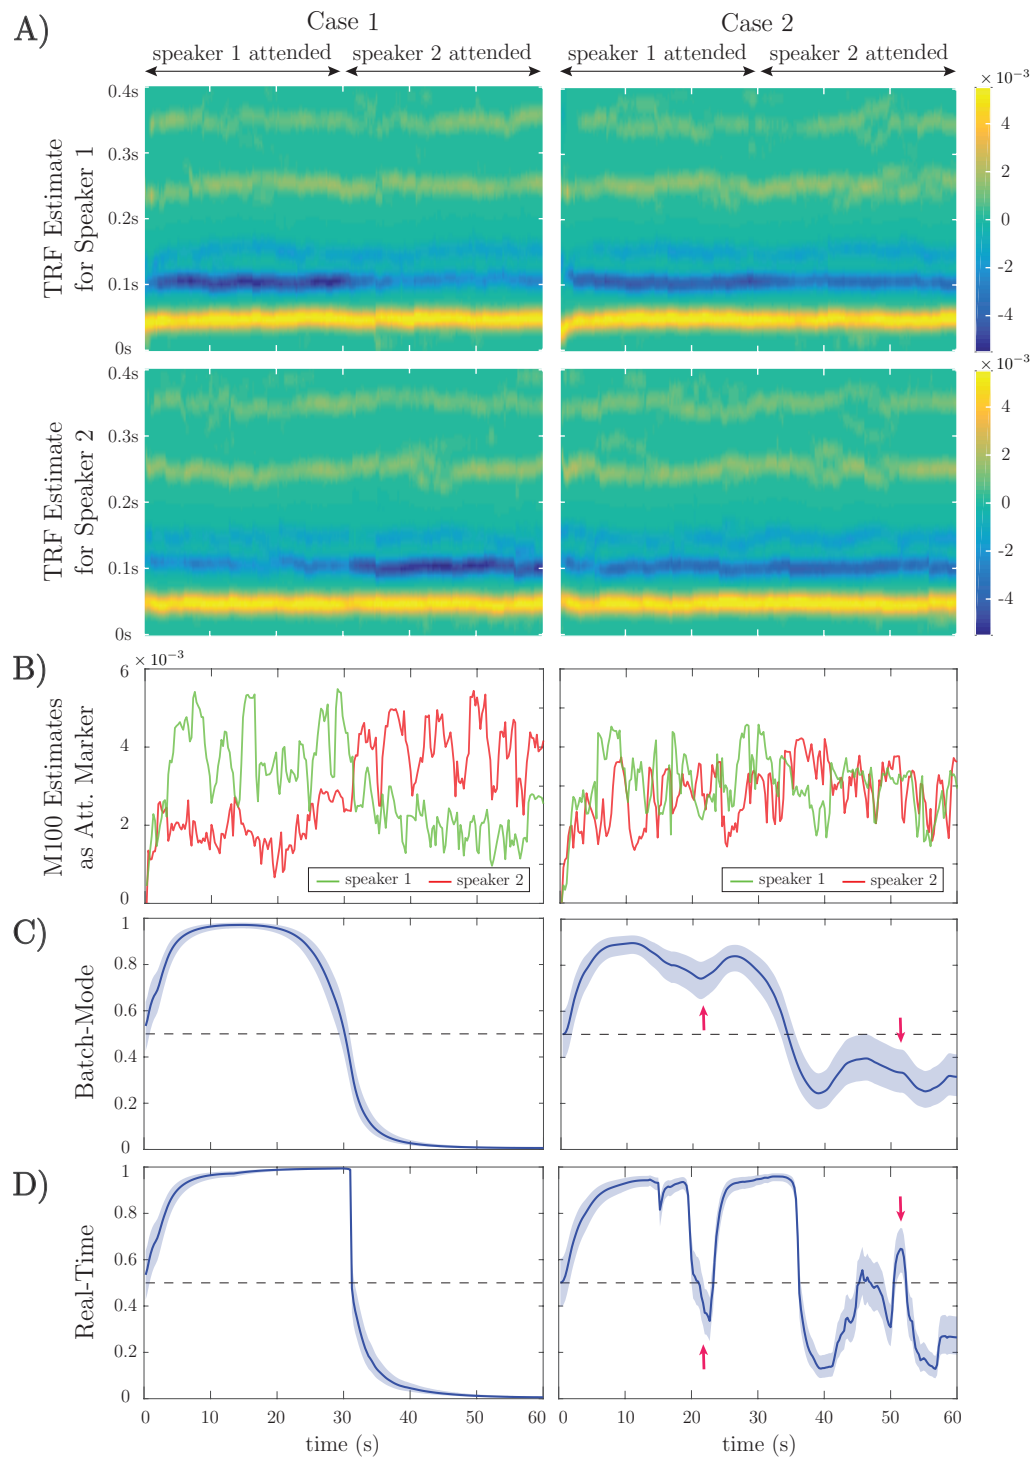 A)
Case 1
Case 2
speaker 1 attended
speaker 2 attended
speaker 1 attended
speaker 2 attended
TRF Estimate
for Speaker 1
0.4s
0.3s
0.2s
0.1s
0s
× 10⁻³
4
2
0
-2
-4
TRF Estimate
for Speaker 2
0.4s
0.3s
0.2s
0.1s
0s
× 10⁻³
4
2
0
-2
-4
B)
M100 Estimates
as Att. Marker
× 10⁻³
6
4
2
0
speaker 1
speaker 2
speaker 1
speaker 2
C)
Batch-Mode
1
0.8
0.6
0.4
0.2
0
D)
Real-Time
1
0.8
0.6
0.4
0.2
0
0 10 20 30 40 50 60
0 10 20 30 40 50 60
time (s)
time (s)